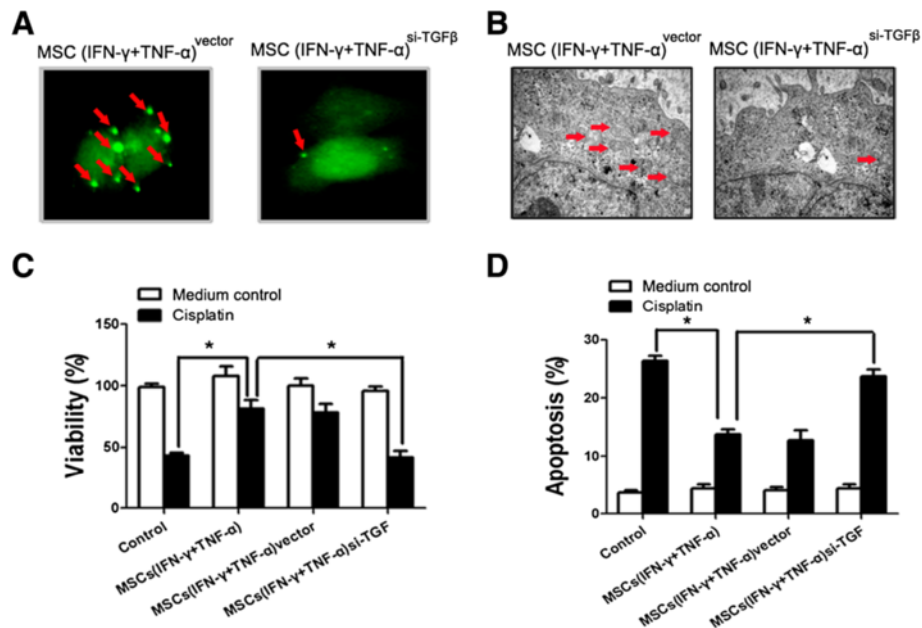 A
MSC (IFN-γ+TNF-α)vector
MSC (IFN-γ+TNF-α)si-TGFβ
B
MSC (IFN-γ+TNF-α)vector
MSC (IFN-γ+TNF-α)si-TGFβ
C
Medium control
Cisplatin
Viability (%)
150
100
50
0
*
*
Control
MSCs(IFN-γ+TNF-α)
MSCs(IFN-γ+TNF-α)vector
MSCs(IFN-γ+TNF-α)si-TGF
D
Medium control
Cisplatin
Apoptosis (%)
30
20
10
0
*
*
Control
MSCs(IFN-γ+TNF-α)
MSCs(IFN-γ+TNF-α)vector
MSCs(IFN-γ+TNF-α)si-TGF